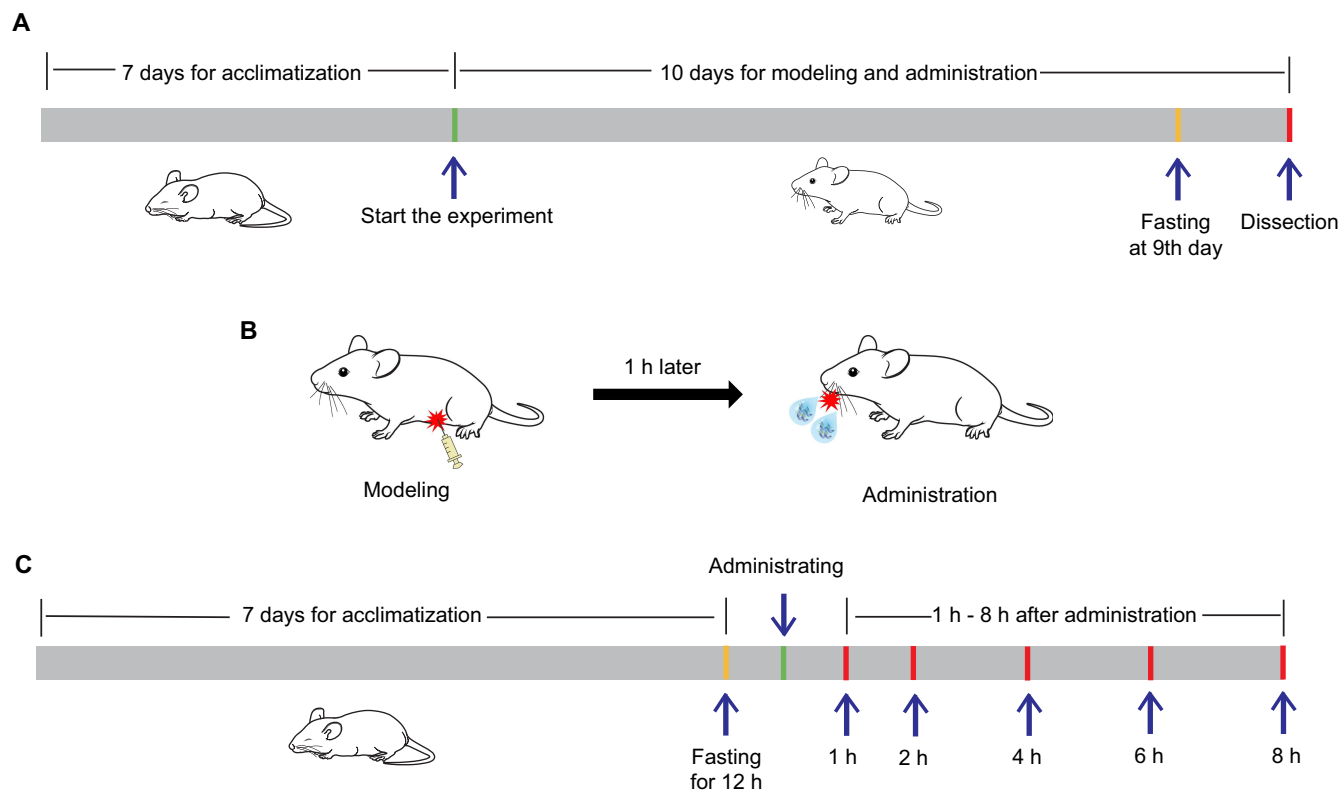 A
7 days for acclimatization
10 days for modeling and administration
Start the experiment
Fasting
at 9th day
Dissection
B
1 h later
Modeling
Administration
C
Administrating
7 days for acclimatization
1 h - 8 h after administration
Fasting
for 12 h
1 h
2 h
4 h
6 h
8 h